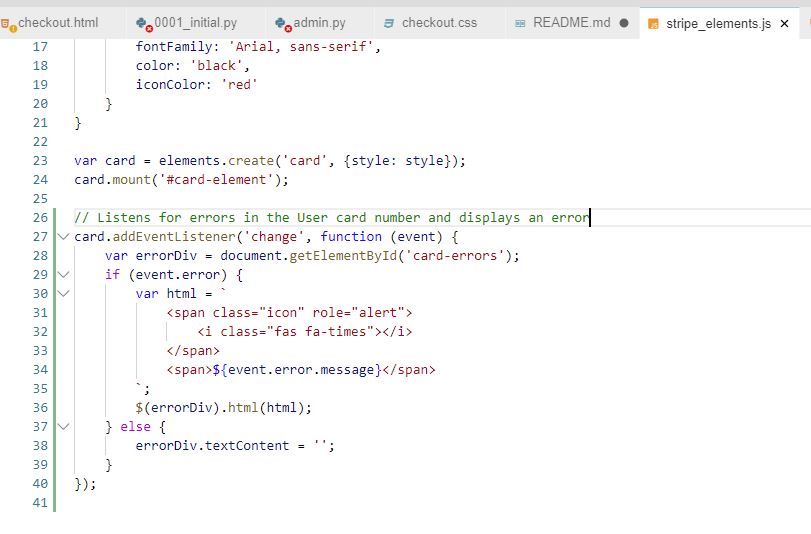 checkout.html 0001_initial.py admin.py checkout.css README.md stripe_elements.js
17 fontFamily: 'Arial, sans-serif',
18 color: 'black',
19 iconColor: 'red'
20 }
21 }
22
23 var card = elements.create('card', {style: style});
24 card.mount('#card-element');
25
26 // Listens for errors in the User card number and displays an error
27 card.addEventListener('change', function (event) {
28 var errorDiv = document.getElementById('card-errors');
29 if (event.error) {
30 var html = `
31 <span class="icon" role="alert">
32 <i class="fas fa-times"></i>
33 </span>
34 <span>${event.error.message}</span>
35 `;
36 $(errorDiv).html(html);
37 } else {
38 errorDiv.textContent = '';
39 }
40 });
41